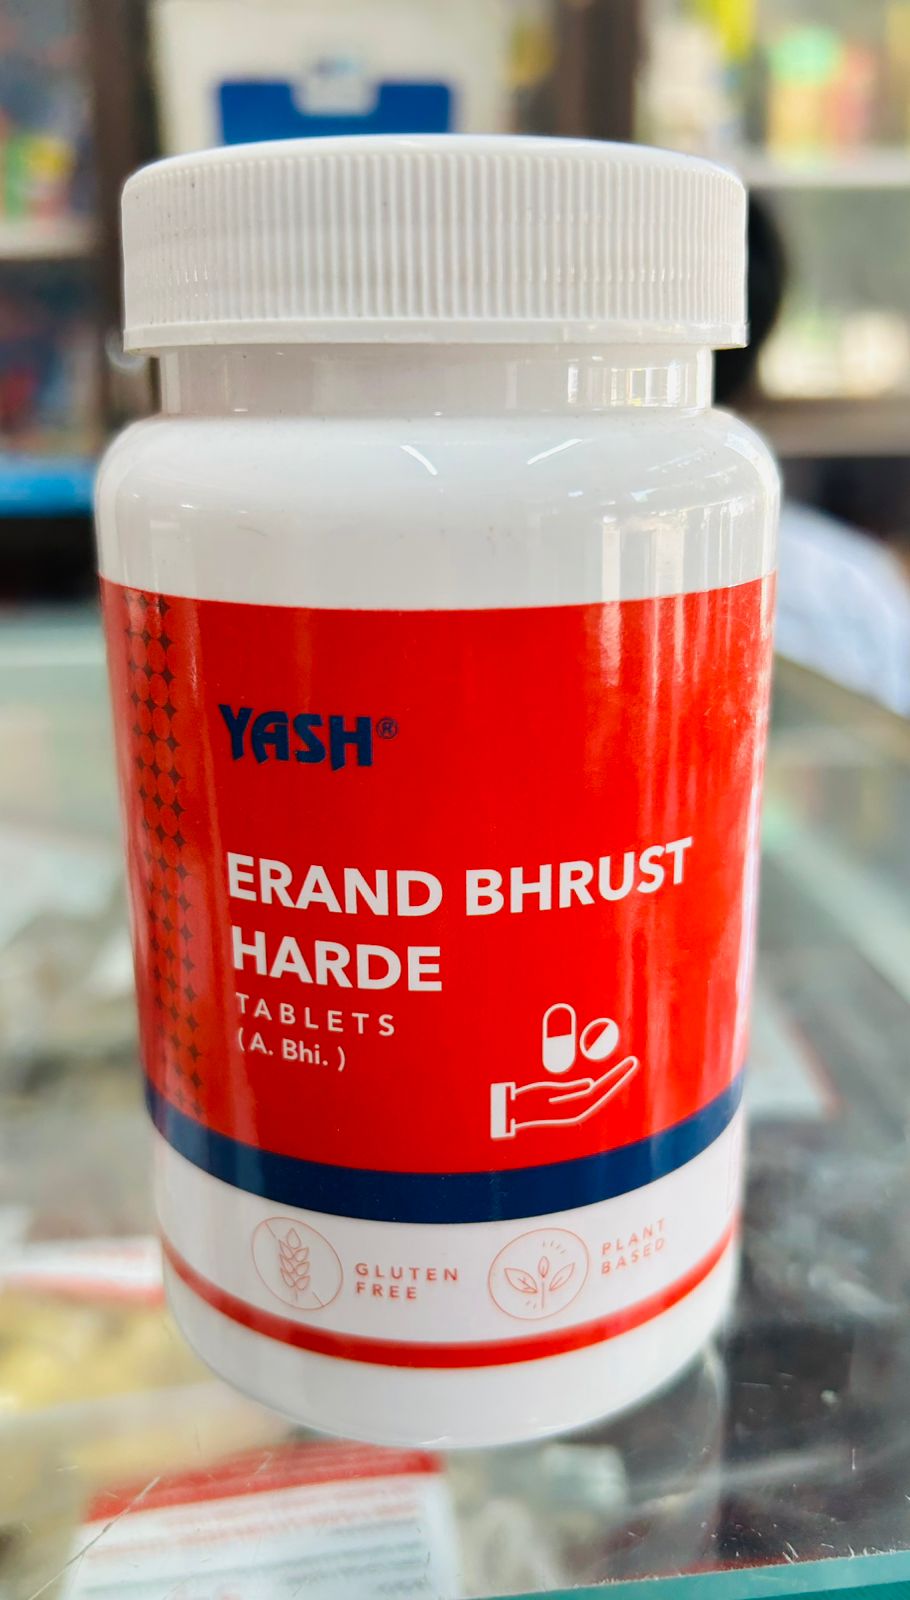 YASH®
ERAND BHRUST
HARDE
TABLETS
(A. Bhi.)
GLUTEN
FREE
PLANT
BASED